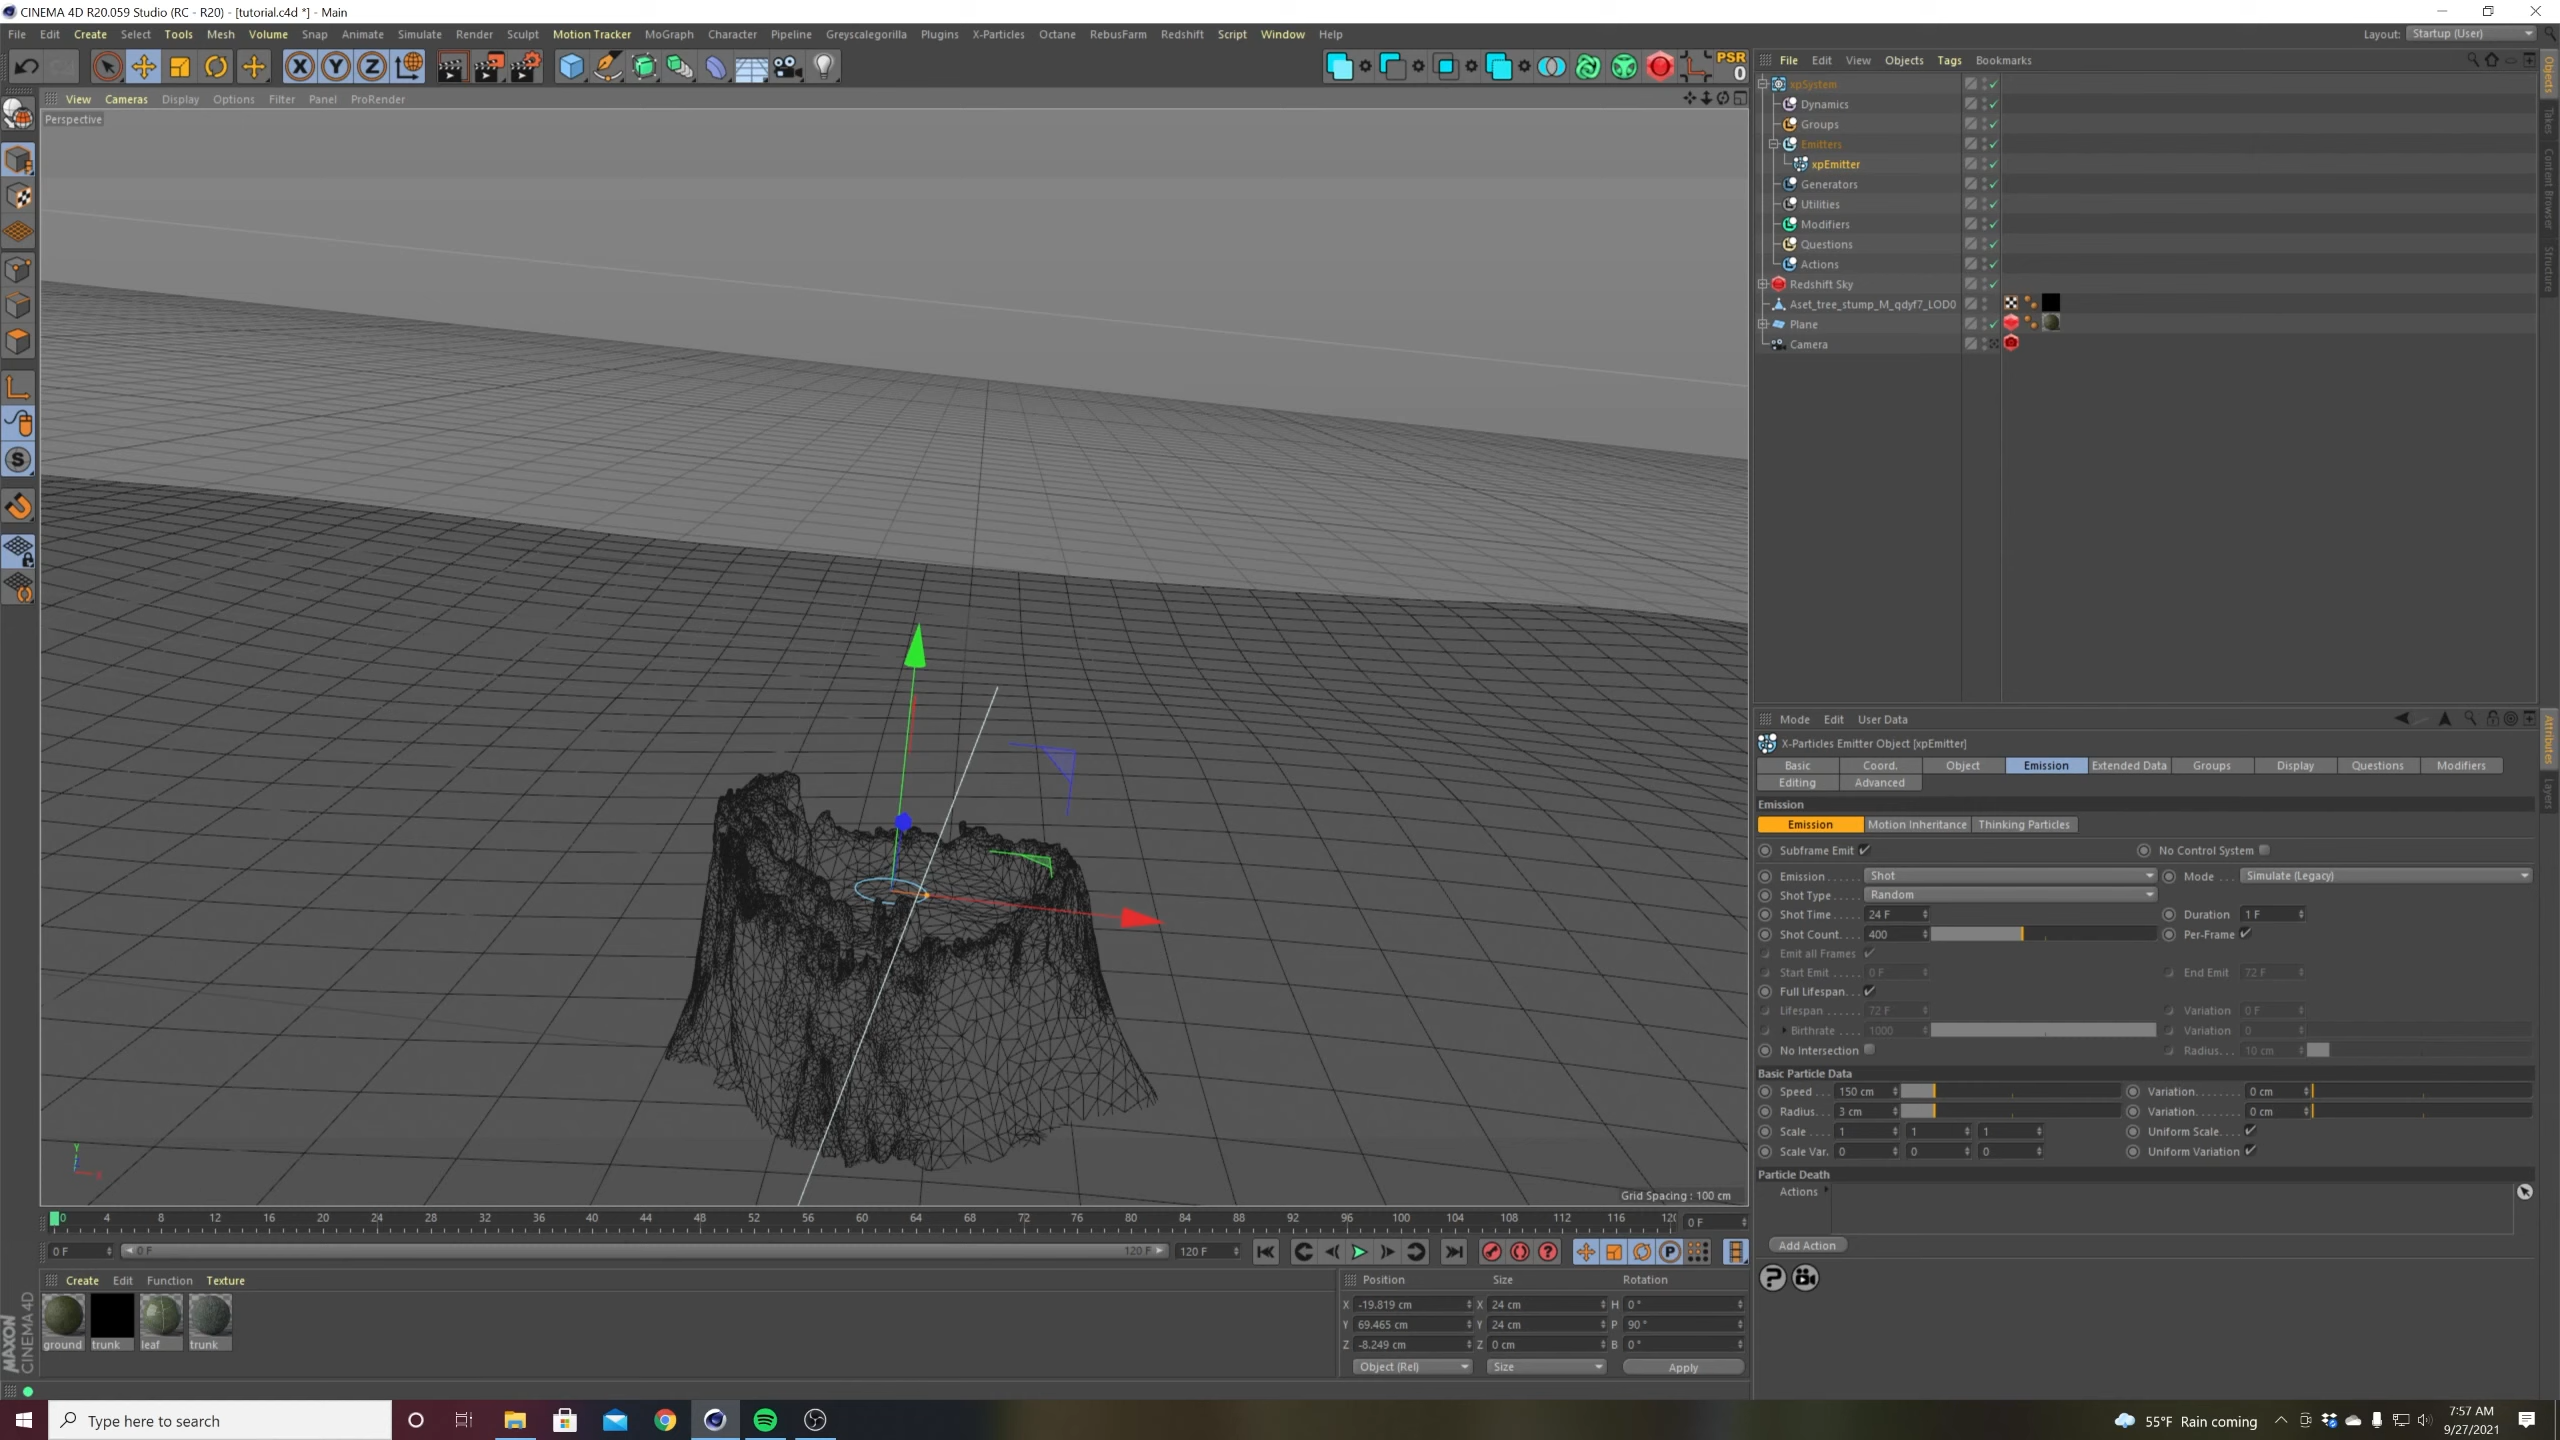 CINEMA 4D R20.059 Studio (RC - R20) - [tutorial.c4d *] - Main
File Edit Create Select Tools Mesh Volume Snap Animate Simulate Render Sculpt Motion Tracker MoGraph Character Pipeline Greyscalegorilla Plugins X-Particles Octane RebusFarm Redshift Script Window Help
Layout: Startup (User)
PSR
0
File Edit View Objects Tags Bookmarks
View Cameras Display Options Filter Panel ProRender
Perspective
xpSystem
Dynamics
Groups
Emitters
xpEmitter
Generators
Utilities
Modifiers
Questions
Actions
Redshift Sky
Aset_tree_stump_M_qdyf7_LOD0
Plane
Camera
Objects
Takes
Content Browser
Structure
Mode Edit User Data
X-Particles Emitter Object [xpEmitter]
Basic Coord. Object Emission Extended Data Groups Display Questions Modifiers
Editing Advanced
Emission
Emission Motion Inheritance Thinking Particles
Subframe Emit No Control System
Emission Shot Mode Simulate (Legacy)
Shot Type Random
Shot Time 24 F Duration 1 F
Shot Count 400 Per-Frame
Emit all Frames
Start Emit 0 F End Emit 72 F
Full Lifespan
Lifespan 72 F Variation 0 F
Birthrate 1000 Variation 0
No Intersection Radius 10 cm
Basic Particle Data
Speed 150 cm Variation 0 cm
Radius 3 cm Variation 0 cm
Scale 1 1 1 Uniform Scale
Scale Var. 0 0 0 Uniform Variation
Particle Death
Actions
Add Action
Attributes
Layers
Y
X
Grid Spacing : 100 cm
0 4 8 12 16 20 24 28 32 36 40 44 48 52 56 60 64 68 72 76 80 84 88 92 96 100 104 108 112 116 120 0 F
0 F 0 F 120 F 120 F
Create Edit Function Texture
ground trunk leaf trunk
Position Size Rotation
X -19.819 cm X 24 cm H 0 °
Y 69.465 cm Y 24 cm P 90 °
Z -8.249 cm Z 0 cm B 0 °
Object (Rel) Size Apply
MAXON
CINEMA 4D
Type here to search
55°F Rain coming
7:57 AM
9/27/2021